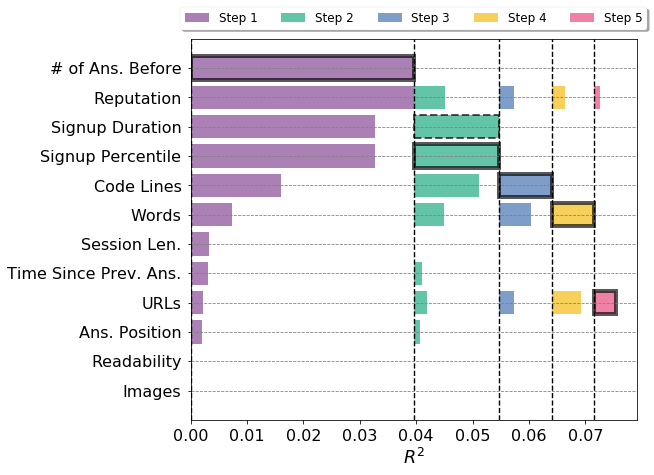 Step 1 Step 2 Step 3 Step 4 Step 5
# of Ans. Before
Reputation
Signup Duration
Signup Percentile
Code Lines
Words
Session Len.
Time Since Prev. Ans.
URLs
Ans. Position
Readability
Images
0.00 0.01 0.02 0.03 0.04 0.05 0.06 0.07
R²